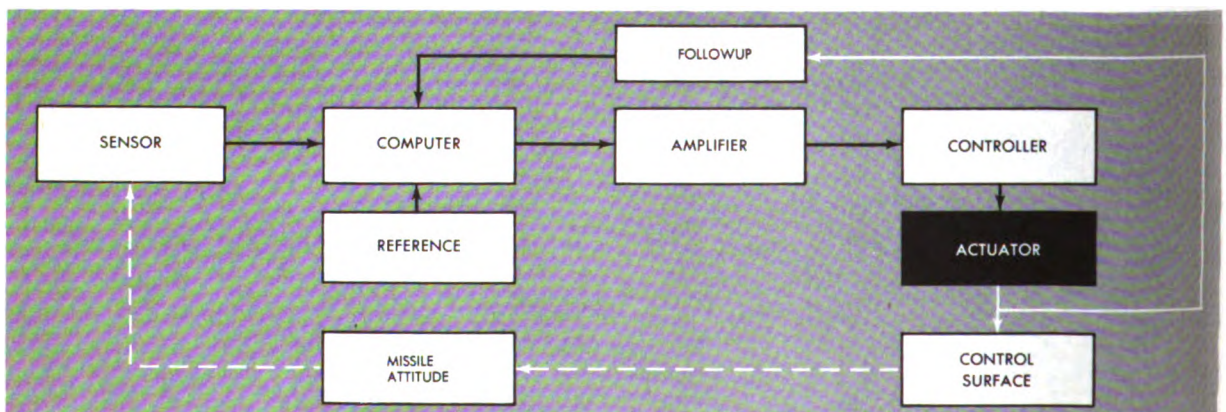 FOLLOWUP
SENSOR
COMPUTER
AMPLIFIER
CONTROLLER
REFERENCE
ACTUATOR
MISSILE
ATTITUDE
CONTROL
SURFACE